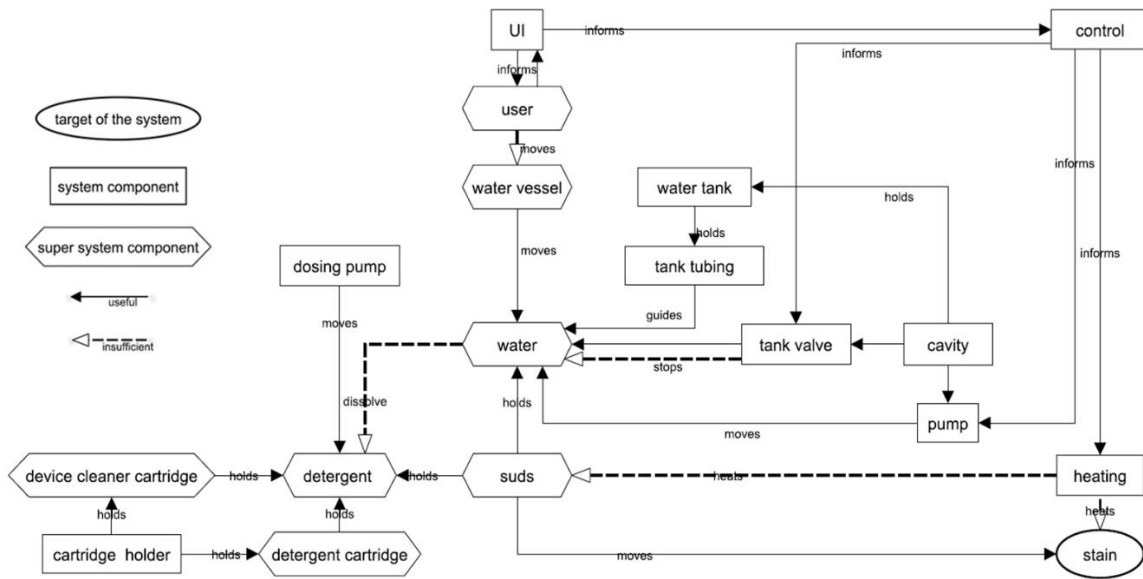 UI
informs
control
informs
informs
target of the system
user
moves
informs
system component
water vessel
water tank
holds
holds
informs
super system component
moves
dosing pump
tank tubing
useful
moves
guides
insufficient
water
tank valve
cavity
stops
dissolve
holds
moves
pump
device cleaner cartridge
holds
detergent
holds
suds
heats
heating
holds
holds
heats
cartridge holder
holds
detergent cartridge
moves
stain